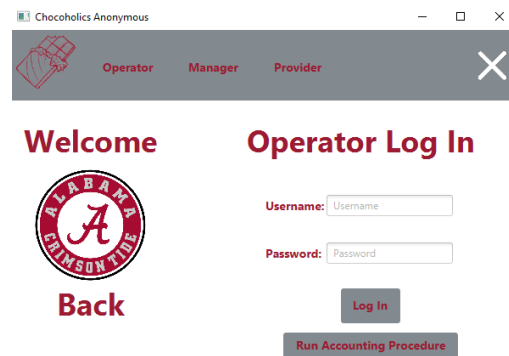 Chocoholics Anonymous
Operator Manager Provider
Welcome
ALABAMA
A
CRIMSON TIDE
Back
Operator Log In
Username: Username
Password: Password
Log In
Run Accounting Procedure